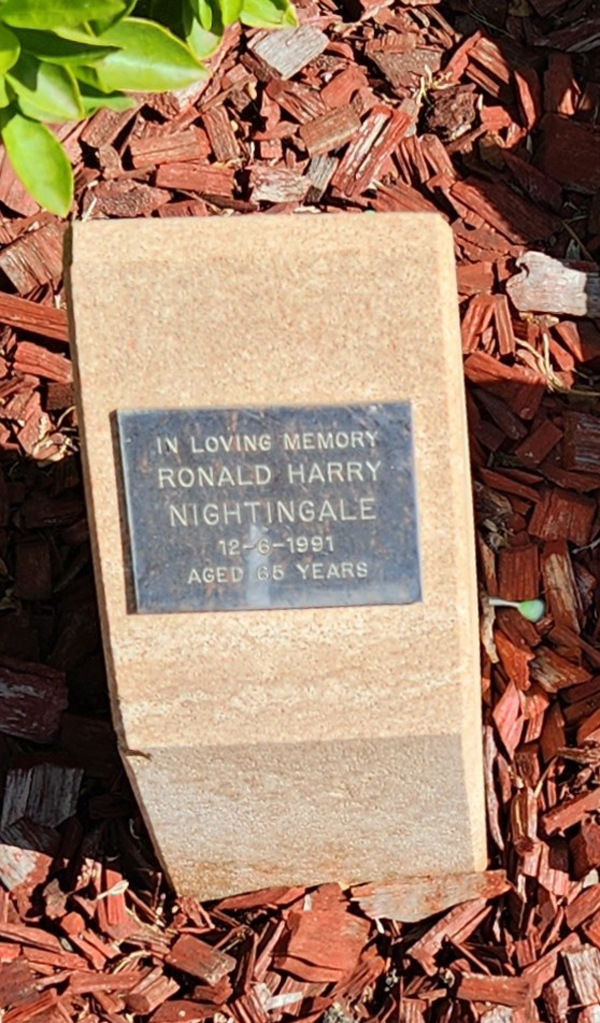 IN LOVING MEMORY
RONALD HARRY
NIGHTINGALE
12-6-1991
AGED 65 YEARS